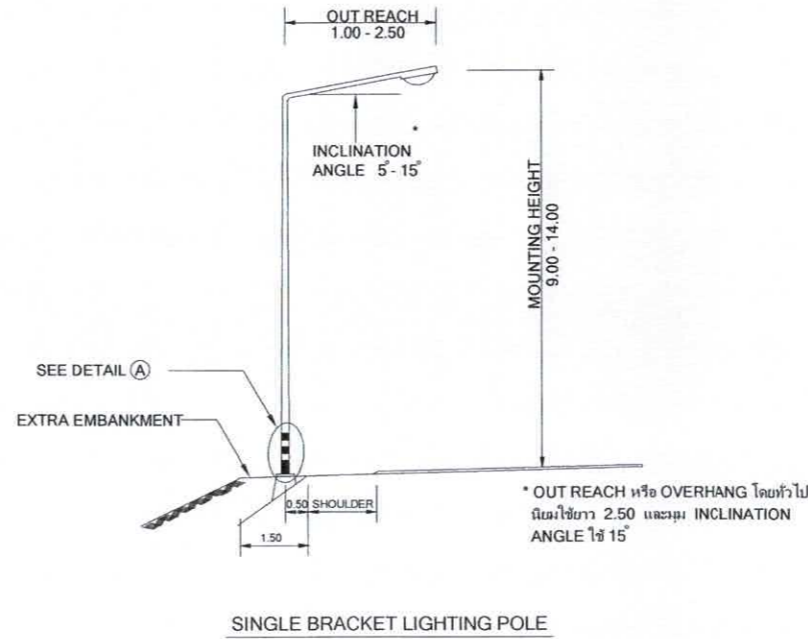 OUT REACH
1.00 - 2.50
*
INCLINATION
ANGLE 5° - 15°
MOUNTING HEIGHT
9.00 - 14.00
SEE DETAIL A
EXTRA EMBANKMENT
0.50 SHOULDER
1.50
* OUT REACH หรือ OVERHANG โดยทั่วไป
นิยมใช้ยาว 2.50 และมุม INCLINATION
ANGLE ใช้ 15°
SINGLE BRACKET LIGHTING POLE